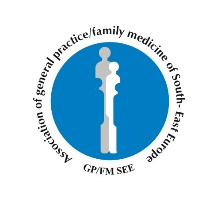 Association of general practice/family medicine of South- East Europe
GP/FM SEE